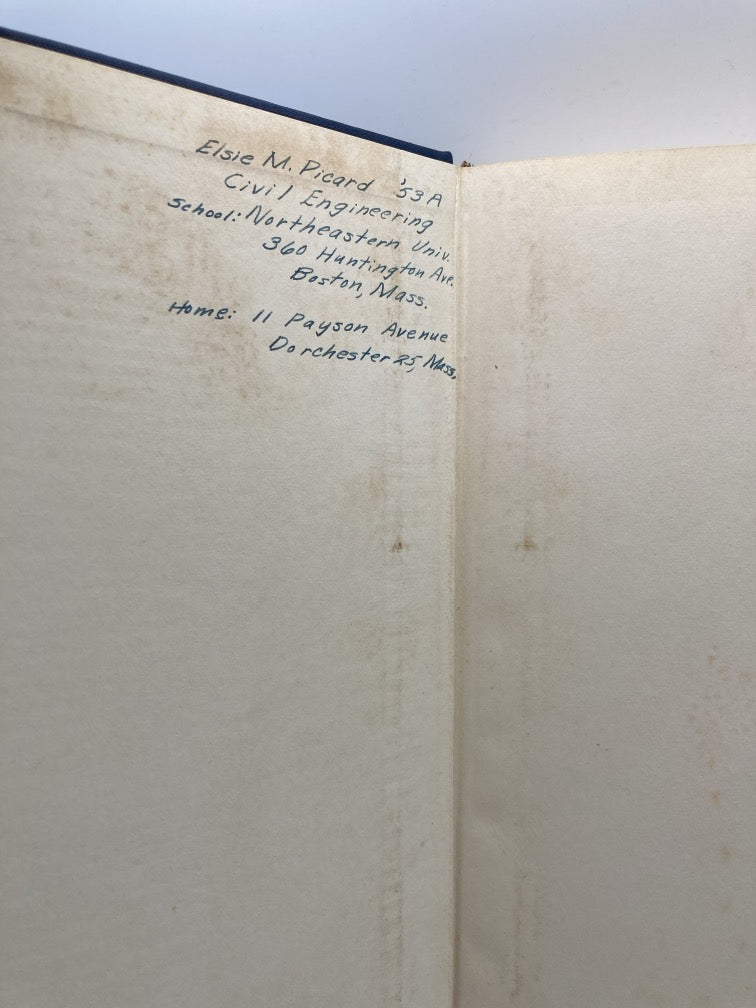 Elsie M. Picard '53A
Civil Engineering
School: Northeastern Univ.
360 Huntington Ave.
Boston, Mass.
Home: 11 Payson Avenue
Dorchester 25, Mass.